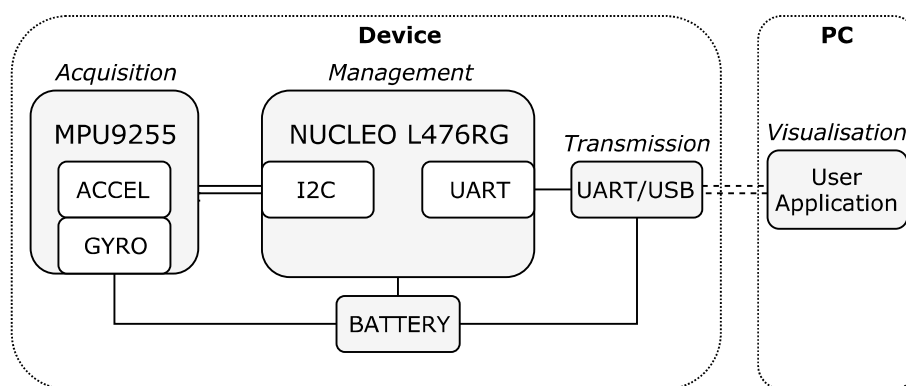 Device
PC
Acquisition
Management
MPU9255
NUCLEO L476RG
Transmission
Visualisation
ACCEL
I2C
UART
UART/USB
User
Application
GYRO
BATTERY